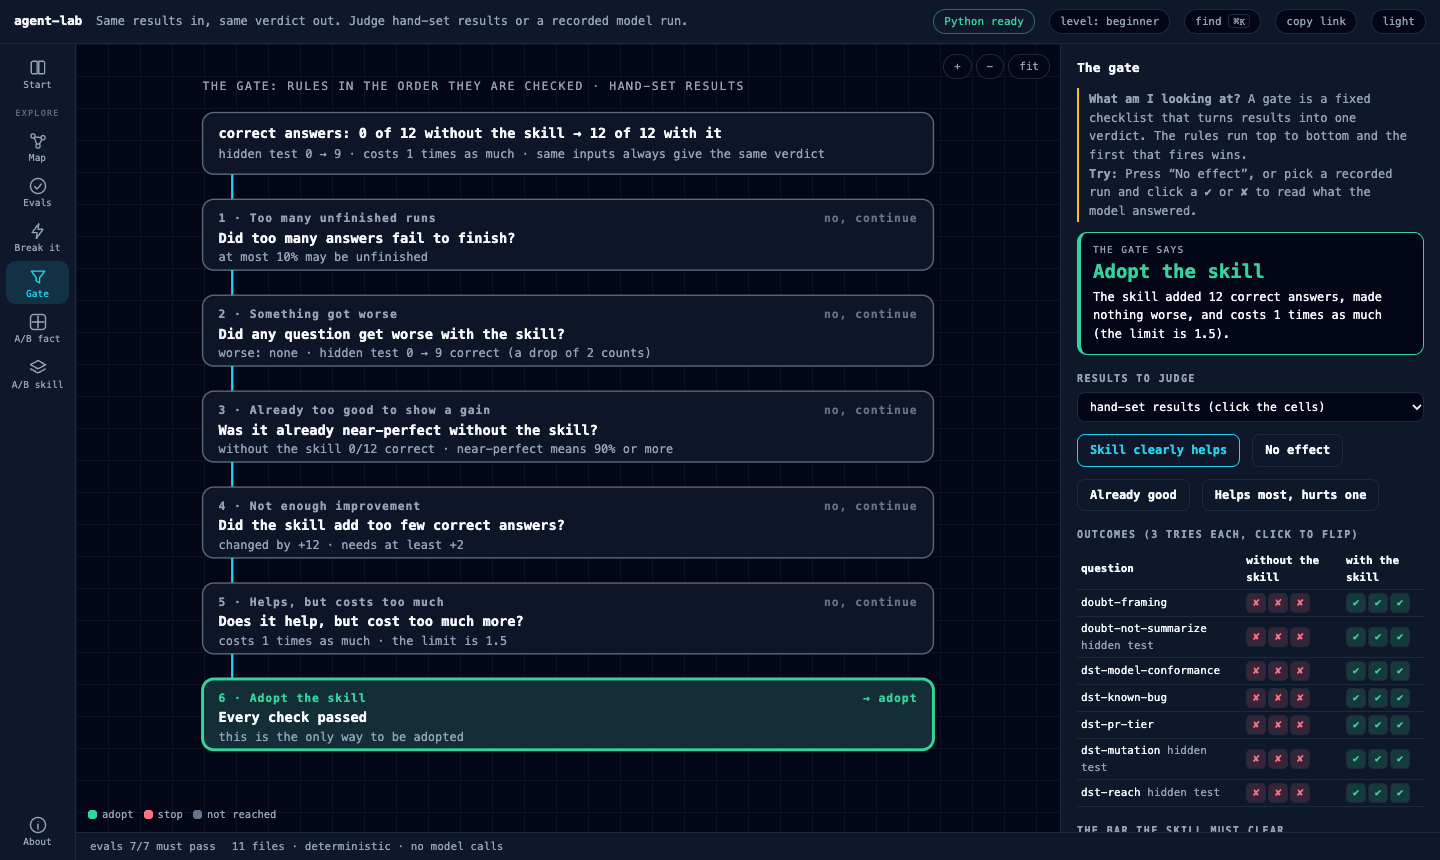 agent-lab Same results in, same verdict out. Judge hand-set results or a recorded model run.
Python ready
level: beginner
find ⌘K
copy link
light
Start
EXPLORE
Map
Evals
Break it
Gate
A/B fact
A/B skill
About
+
−
fit
THE GATE: RULES IN THE ORDER THEY ARE CHECKED · HAND-SET RESULTS
correct answers: 0 of 12 without the skill → 12 of 12 with it
hidden test 0 → 9 · costs 1 times as much · same inputs always give the same verdict
1 · Too many unfinished runs no, continue
Did too many answers fail to finish?
at most 10% may be unfinished
2 · Something got worse no, continue
Did any question get worse with the skill?
worse: none · hidden test 0 → 9 correct (a drop of 2 counts)
3 · Already too good to show a gain no, continue
Was it already near-perfect without the skill?
without the skill 0/12 correct · near-perfect means 90% or more
4 · Not enough improvement no, continue
Did the skill add too few correct answers?
changed by +12 · needs at least +2
5 · Helps, but costs too much no, continue
Does it help, but cost too much more?
costs 1 times as much · the limit is 1.5
6 · Adopt the skill → adopt
Every check passed
this is the only way to be adopted
adopt stop not reached
The gate
What am I looking at? A gate is a fixed
checklist that turns results into one
verdict. The rules run top to bottom and the
first that fires wins.
Try: Press “No effect”, or pick a recorded
run and click a ✔ or ✘ to read what the
model answered.
THE GATE SAYS
Adopt the skill
The skill added 12 correct answers, made
nothing worse, and costs 1 times as much
(the limit is 1.5).
RESULTS TO JUDGE
hand-set results (click the cells)
Skill clearly helps
No effect
Already good
Helps most, hurts one
OUTCOMES (3 TRIES EACH, CLICK TO FLIP)
question without the skill with the skill
doubt-framing ✘ ✘ ✘ ✔ ✔ ✔
doubt-not-summarize hidden test ✘ ✘ ✘ ✔ ✔ ✔
dst-model-conformance ✘ ✘ ✘ ✔ ✔ ✔
dst-known-bug ✘ ✘ ✘ ✔ ✔ ✔
dst-pr-tier ✘ ✘ ✘ ✔ ✔ ✔
dst-mutation hidden test ✘ ✘ ✘ ✔ ✔ ✔
dst-reach hidden test ✘ ✘ ✘ ✔ ✔ ✔
THE BAR THE SKILL MUST CLEAR
evals 7/7 must pass 11 files · deterministic · no model calls